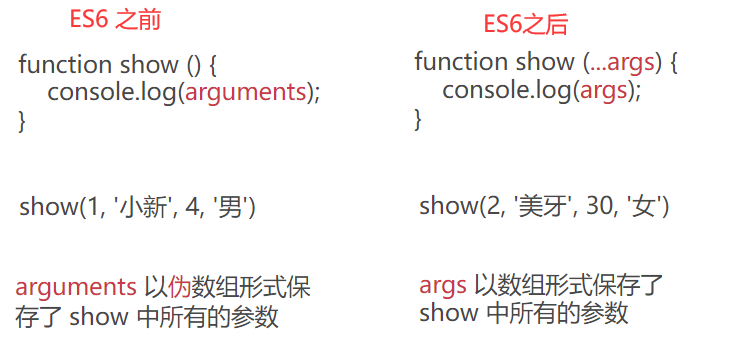 ES6 之前
function show () {
console.log(arguments);
}
show(1, '小新', 4, '男')
arguments 以伪数组形式保
存了 show 中所有的参数
ES6之后
function show (...args) {
console.log(args);
}
show(2, '美牙', 30, '女')
args 以数组形式保存了
show 中所有的参数